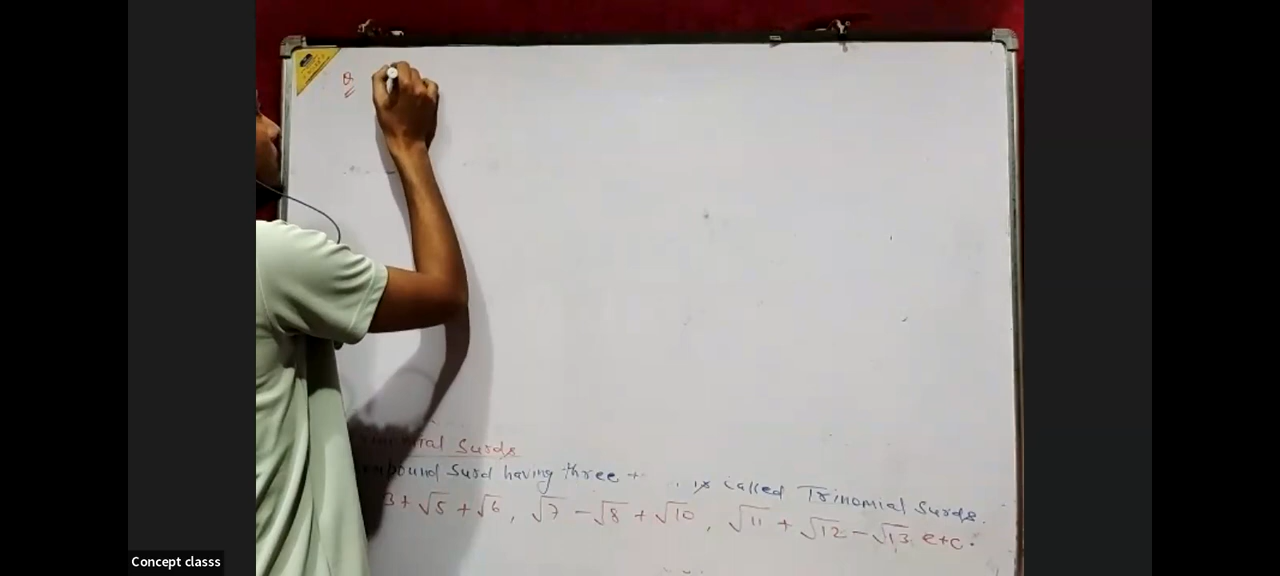 Q
Surds
Surd having three is called Trinomial Surds.
3 + √5 + √6, √7 - √8 + √10, √11 + √12 - √13 etc.
Concept classs